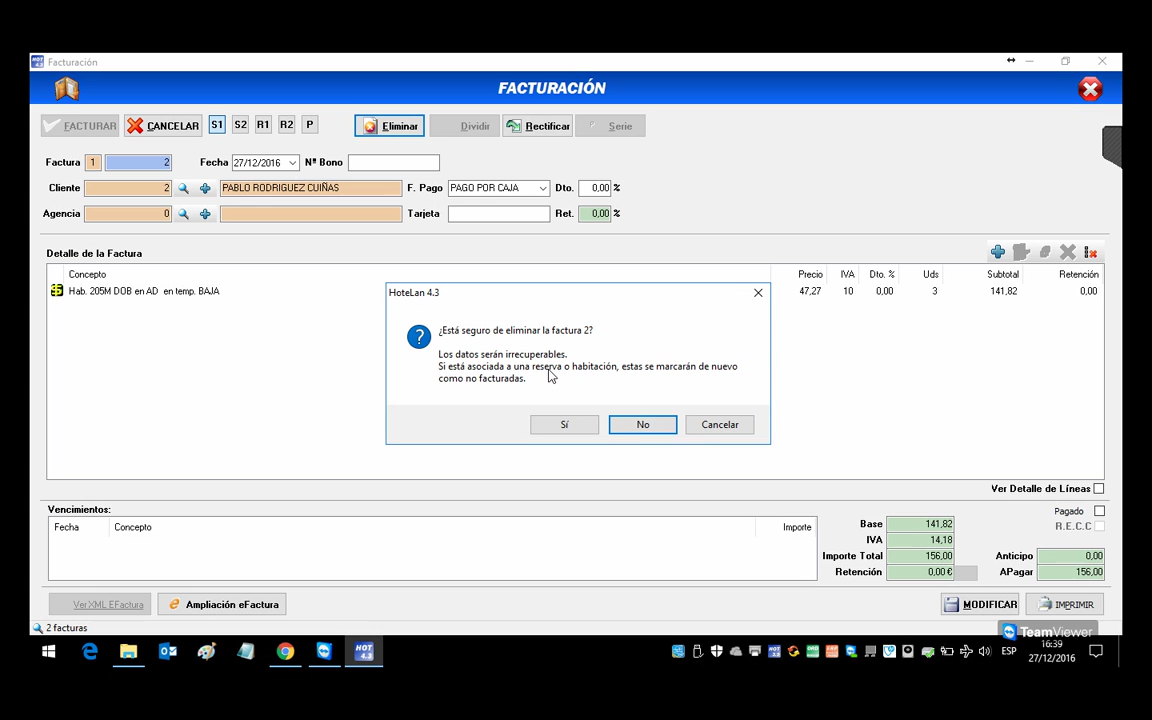 HOT 4.3 Facturación
FACTURACIÓN
FACTURAR CANCELAR S1 S2 R1 R2 P Eliminar Dividir Rectificar Serie
Factura 1 2 Fecha 27/12/2016 Nº Bono
Cliente 2 PABLO RODRIGUEZ CUIÑAS F. Pago PAGO POR CAJA Dto. 0,00 %
Agencia 0 Tarjeta Ret. 0,00 %
Detalle de la Factura
Concepto Precio IVA Dto. % Uds Subtotal Retención
Hab. 205M DOB en AD en temp. BAJA 47,27 10 0,00 3 141,82 0,00
HoteLan 4.3
¿Está seguro de eliminar la factura 2?
Los datos serán irrecuperables.
Si está asociada a una reserva o habitación, estas se marcarán de nuevo
como no facturadas.
Sí No Cancelar
Ver Detalle de Líneas
Vencimientos:
Fecha Concepto Importe
Pagado
Base 141,82 R.E.C.C
IVA 14,18
Importe Total 156,00 Anticipo 0,00
Retención 0,00 € APagar 156,00
Ver XML EFactura Ampliación eFactura MODIFICAR IMPRIMIR
2 facturas
TeamViewer
HOT 4.3 ESP 16:39
27/12/2016